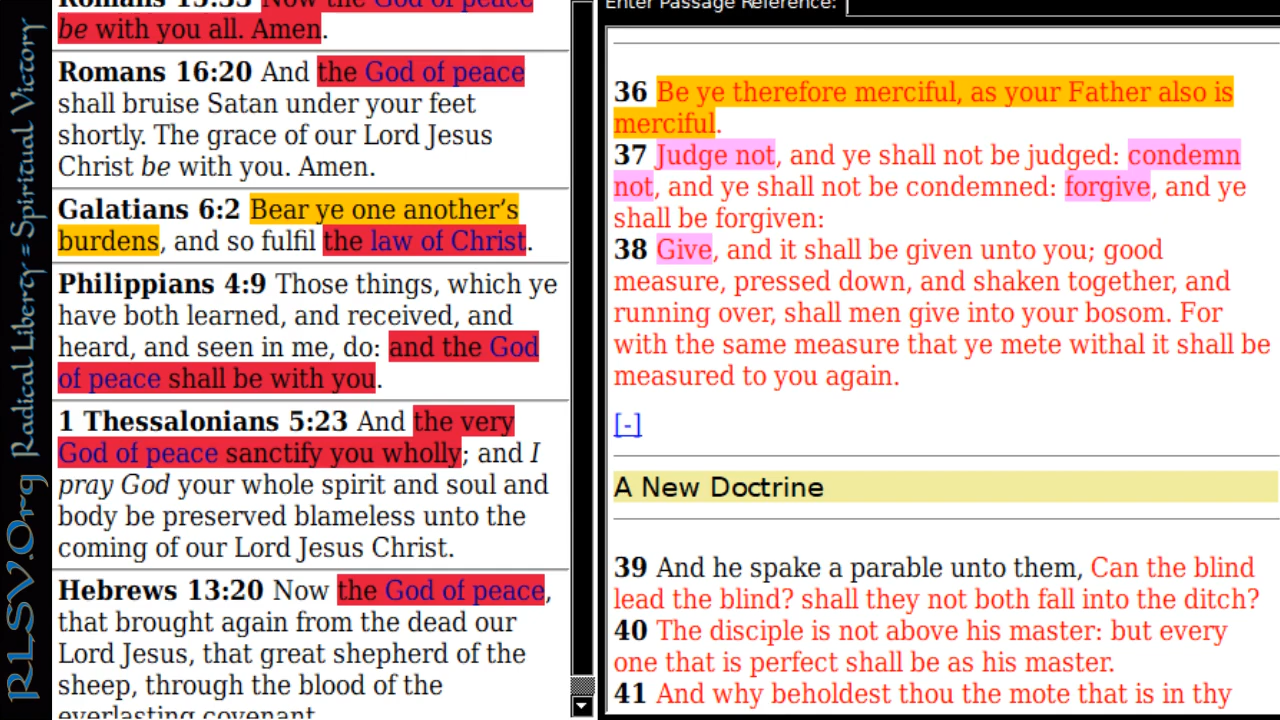 RLSV.Org Radical Liberty = Spiritual Victory
Romans 15:33 Now the God of peace
be with you all. Amen.
Romans 16:20 And the God of peace
shall bruise Satan under your feet
shortly. The grace of our Lord Jesus
Christ be with you. Amen.
Galatians 6:2 Bear ye one another’s
burdens, and so fulfil the law of Christ.
Philippians 4:9 Those things, which ye
have both learned, and received, and
heard, and seen in me, do: and the God
of peace shall be with you.
1 Thessalonians 5:23 And the very
God of peace sanctify you wholly; and I
pray God your whole spirit and soul and
body be preserved blameless unto the
coming of our Lord Jesus Christ.
Hebrews 13:20 Now the God of peace,
that brought again from the dead our
Lord Jesus, that great shepherd of the
sheep, through the blood of the
everlasting covenant
Enter Passage Reference:
36 Be ye therefore merciful, as your Father also is
merciful.
37 Judge not, and ye shall not be judged: condemn
not, and ye shall not be condemned: forgive, and ye
shall be forgiven:
38 Give, and it shall be given unto you; good
measure, pressed down, and shaken together, and
running over, shall men give into your bosom. For
with the same measure that ye mete withal it shall be
measured to you again.
[-]
A New Doctrine
39 And he spake a parable unto them, Can the blind
lead the blind? shall they not both fall into the ditch?
40 The disciple is not above his master: but every
one that is perfect shall be as his master.
41 And why beholdest thou the mote that is in thy